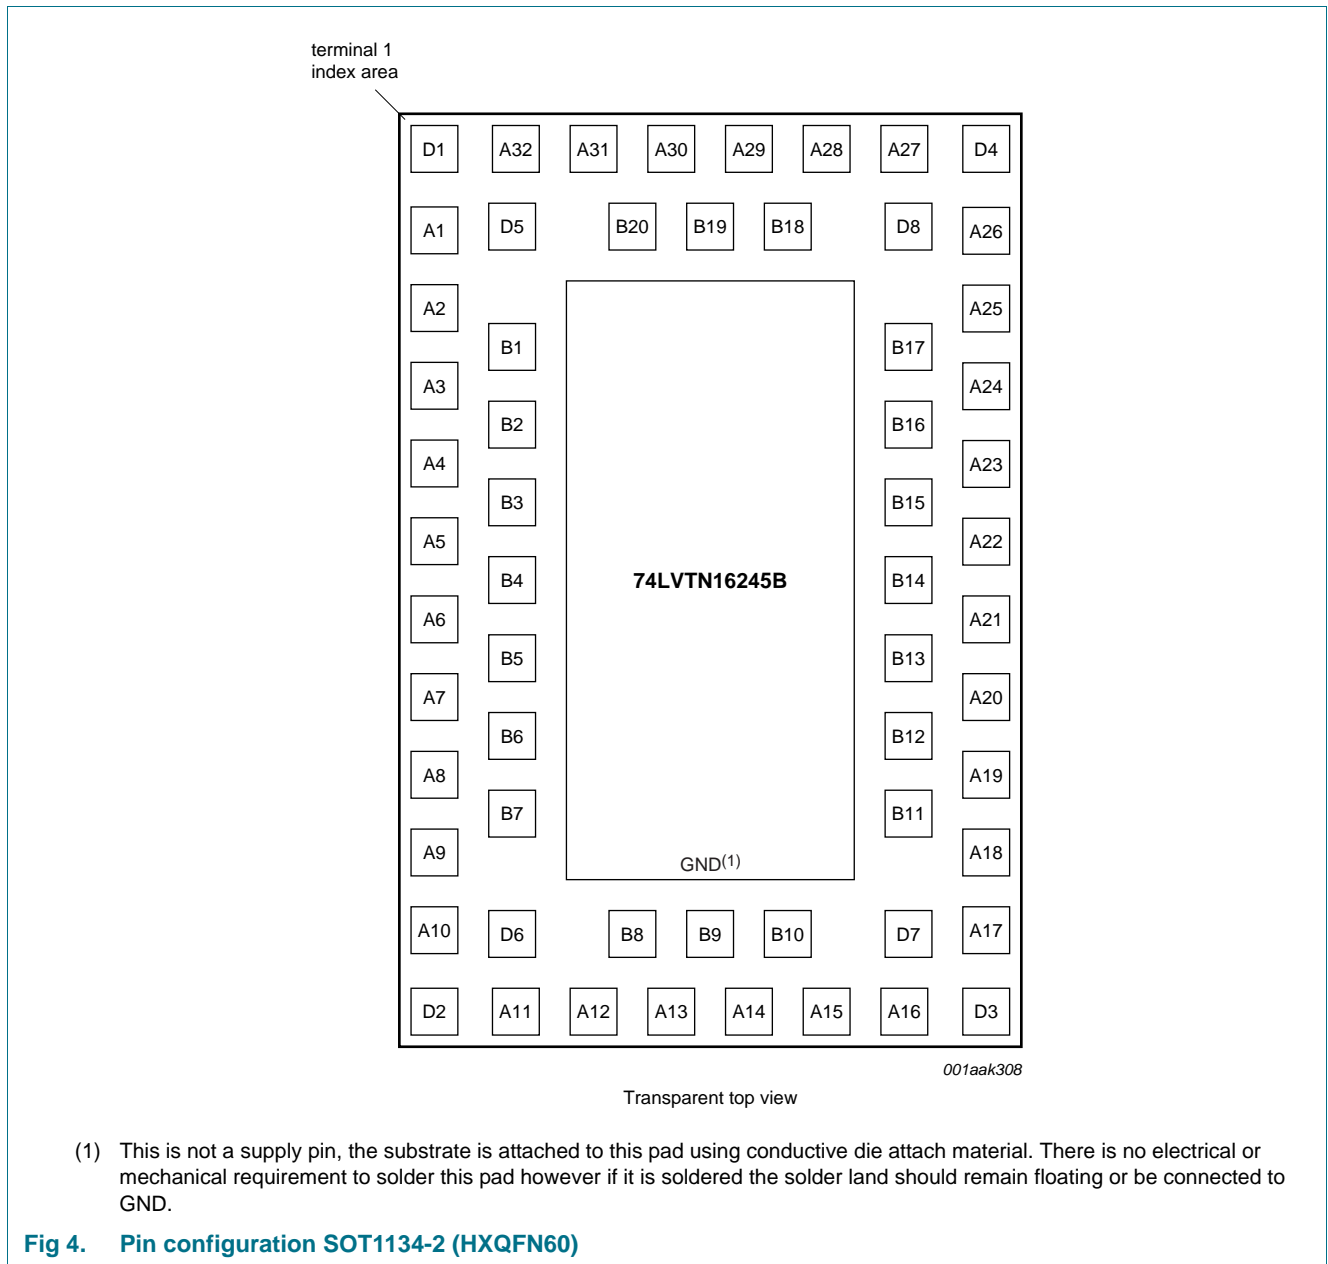 terminal 1
index area
D1 A32 A31 A30 A29 A28 A27 D4
A1 D5 B20 B19 B18 D8 A26
A2 A25
B1 B17
A3 A24
B2 B16
A4 A23
B3 B15
A5 A22
B4 74LVTN16245B B14
A6 A21
B5 B13
A7 A20
B6 B12
A8 A19
B7 B11
A9 GND(1) A18
A10 D6 B8 B9 B10 D7 A17
D2 A11 A12 A13 A14 A15 A16 D3
001aak308
Transparent top view
(1) This is not a supply pin, the substrate is attached to this pad using conductive die attach material. There is no electrical or
mechanical requirement to solder this pad however if it is soldered the solder land should remain floating or be connected to
GND.
Fig 4. Pin configuration SOT1134-2 (HXQFN60)